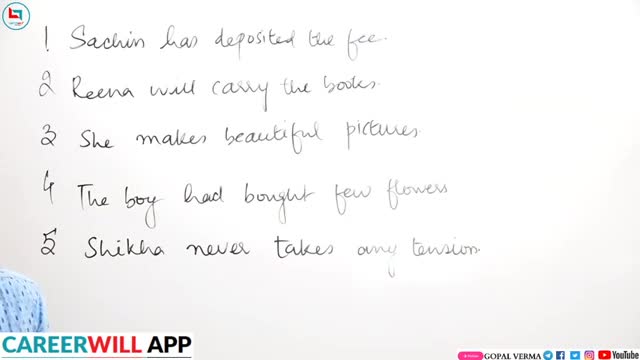 1 Sachin has deposited the fee.
2 Reena will carry the books.
3 She makes beautiful pictures.
4 The boy had bought few flowers
5 Shikha never takes any tension.
CAREERWILL APP
GOPAL VERMA YouTube